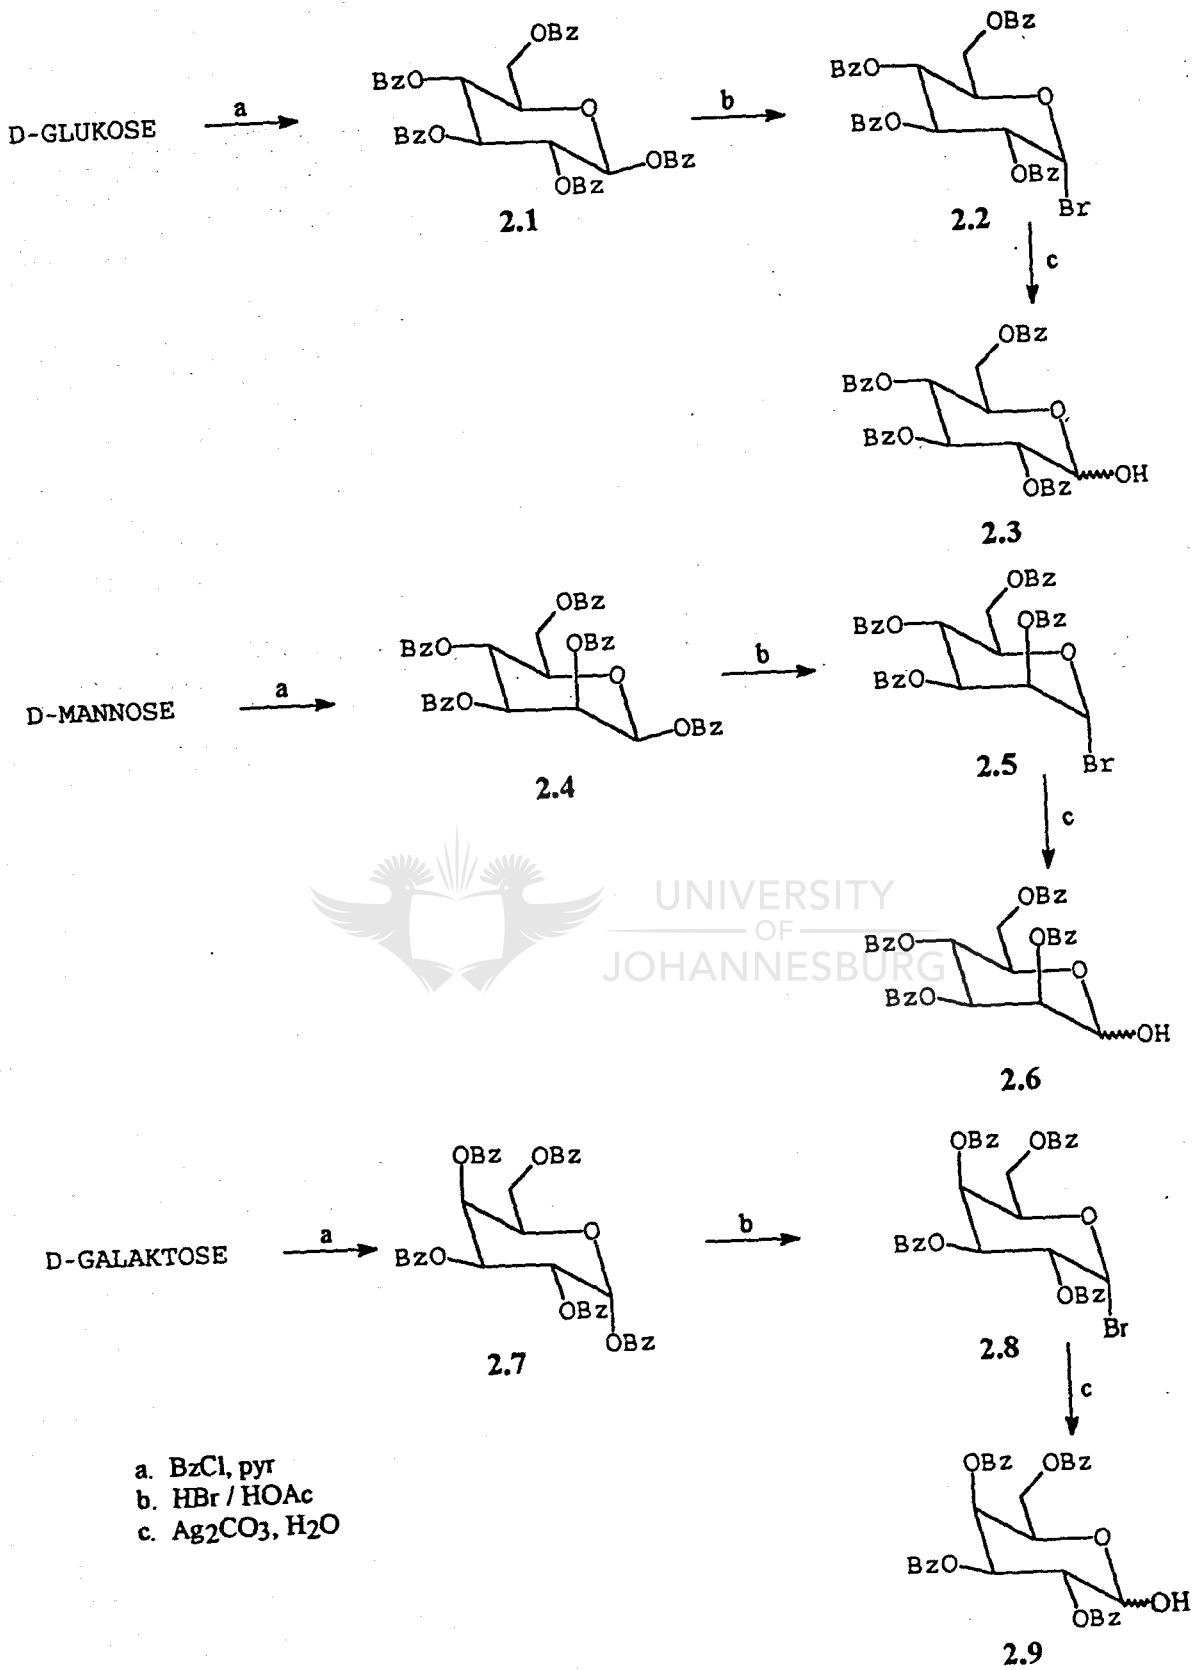 OBz
BzO
BzO
O
OBz
OBz
2.1
D-GLUKOSE
a
b
OBz
BzO
BzO
O
OBz
Br
2.2
c
OBz
BzO
BzO
O
OBz
OH
2.3
D-MANNOSE
a
OBz
OBz
BzO
BzO
O
OBz
2.4
b
OBz
OBz
BzO
BzO
O
Br
2.5
c
UNIVERSITY
OF
JOHANNESBURG
OBz
OBz
BzO
BzO
O
OH
2.6
D-GALAKTOSE
a
OBz
OBz
BzO
O
OBz
OBz
2.7
b
OBz
OBz
BzO
O
OBz
Br
2.8
c
OBz
OBz
BzO
O
OBz
OH
2.9
a. BzCl, pyr
b. HBr / HOAc
c. Ag2CO3, H2O